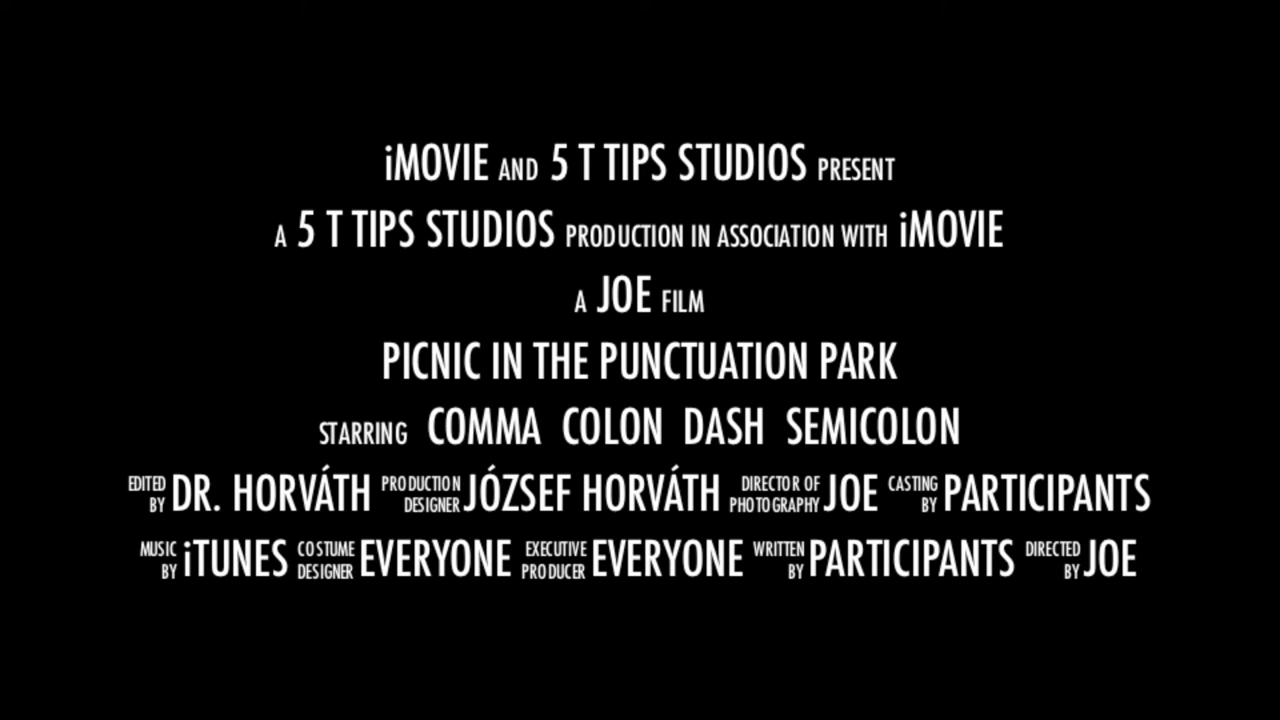 iMOVIE AND 5 T TIPS STUDIOS PRESENT
A 5 T TIPS STUDIOS PRODUCTION IN ASSOCIATION WITH iMOVIE
A JOE FILM
PICNIC IN THE PUNCTUATION PARK
STARRING COMMA COLON DASH SEMICOLON
EDITED BY DR. HORVÁTH PRODUCTION DESIGNER JÓZSEF HORVÁTH DIRECTOR OF PHOTOGRAPHY JOE CASTING BY PARTICIPANTS
MUSIC BY iTUNES COSTUME DESIGNER EVERYONE EXECUTIVE PRODUCER EVERYONE WRITTEN BY PARTICIPANTS DIRECTED BY JOE